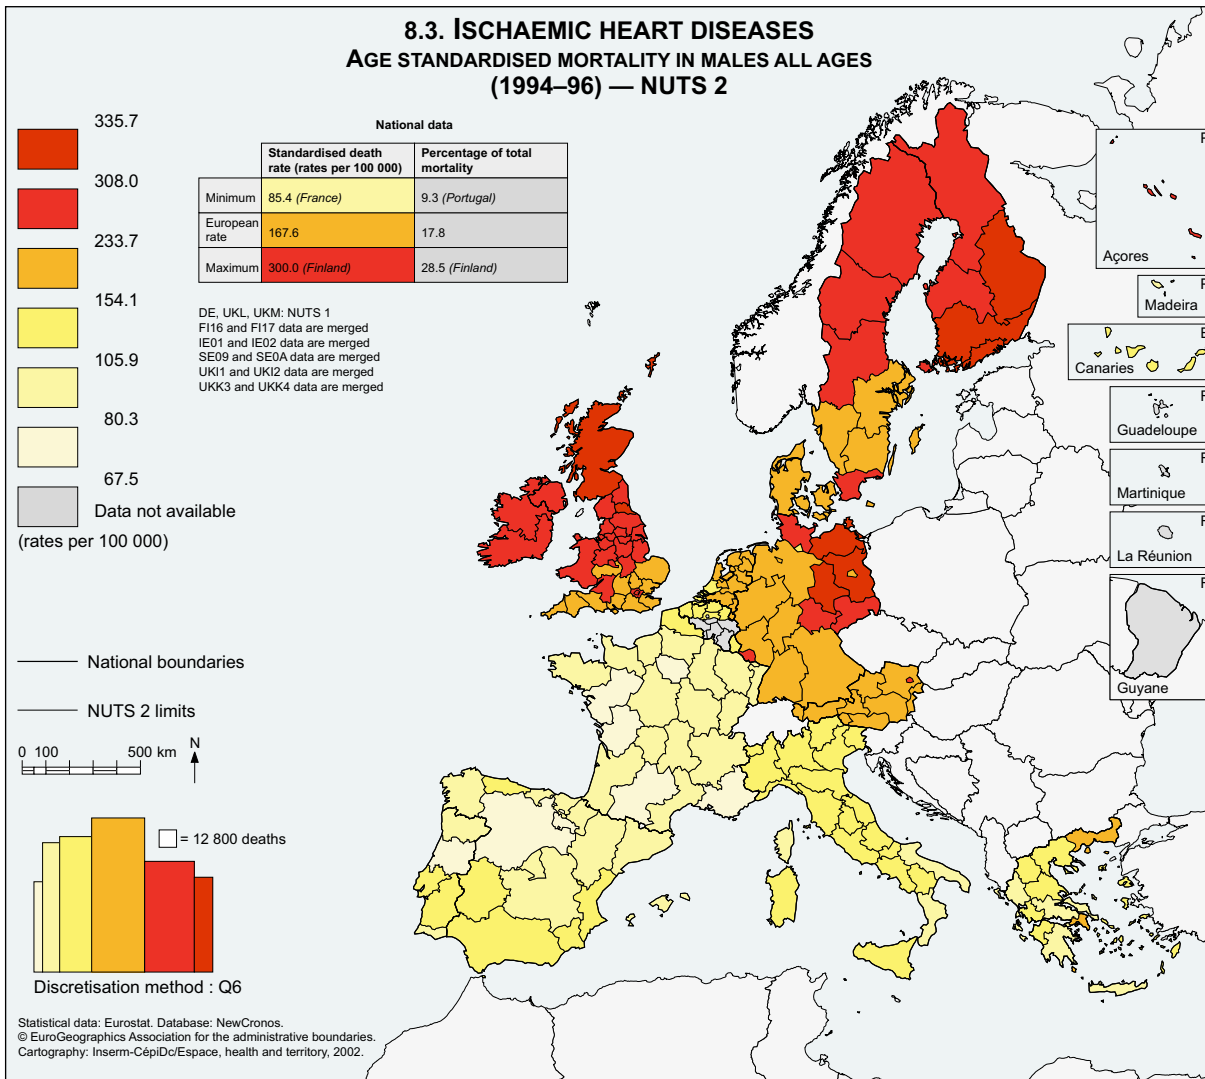 8.3. ISCHAEMIC HEART DISEASES
AGE STANDARDISED MORTALITY IN MALES ALL AGES
(1994–96) — NUTS 2
335.7
308.0
233.7
154.1
105.9
80.3
67.5
Data not available
(rates per 100 000)
National data
Standardised death
rate (rates per 100 000)
Percentage of total
mortality
Minimum
85.4 (France)
9.3 (Portugal)
European
rate
167.6
17.8
Maximum
300.0 (Finland)
28.5 (Finland)
DE, UKL, UKM: NUTS 1
FI16 and FI17 data are merged
IE01 and IE02 data are merged
SE09 and SE0A data are merged
UKI1 and UKI2 data are merged
UKK3 and UKK4 data are merged
F
Açores
F
Madeira
E
Canaries
F
Guadeloupe
F
Martinique
F
La Réunion
F
Guyane
National boundaries
NUTS 2 limits
0 100 500 km
N
= 12 800 deaths
Discretisation method : Q6
Statistical data: Eurostat. Database: NewCronos.
© EuroGeographics Association for the administrative boundaries.
Cartography: Inserm-CépiDc/Espace, health and territory, 2002.